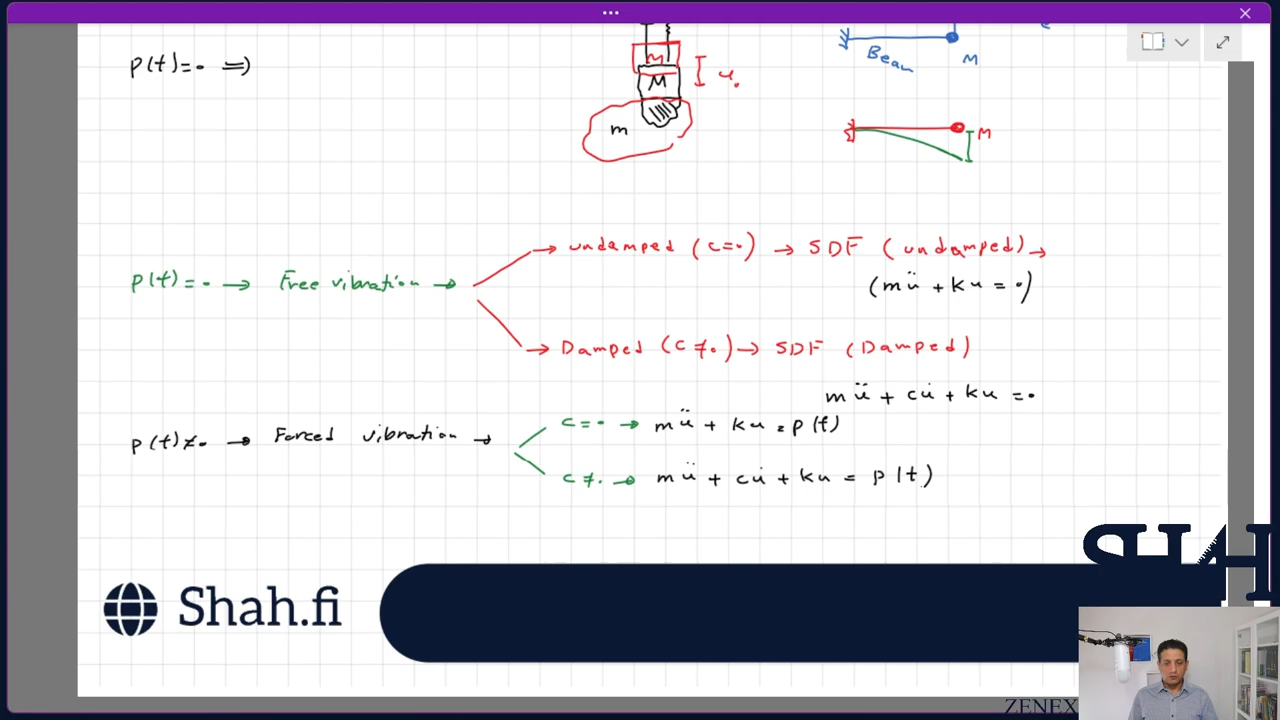 p(t)=0 ⇒)
M
M
u₀
m
Beam
M
M
undamped (c=0) → SDF (undamped) →
p(t)=0 → Free vibration →
(mü + ku = 0)
Damped (c≠0) → SDF (Damped)
mü + cu̇ + ku = 0
c=0 → mü + ku = p(t)
p(t)≠0 → Forced vibration →
c≠0 → mü + cu̇ + ku = p(t)
Shah.fi
ZENEX